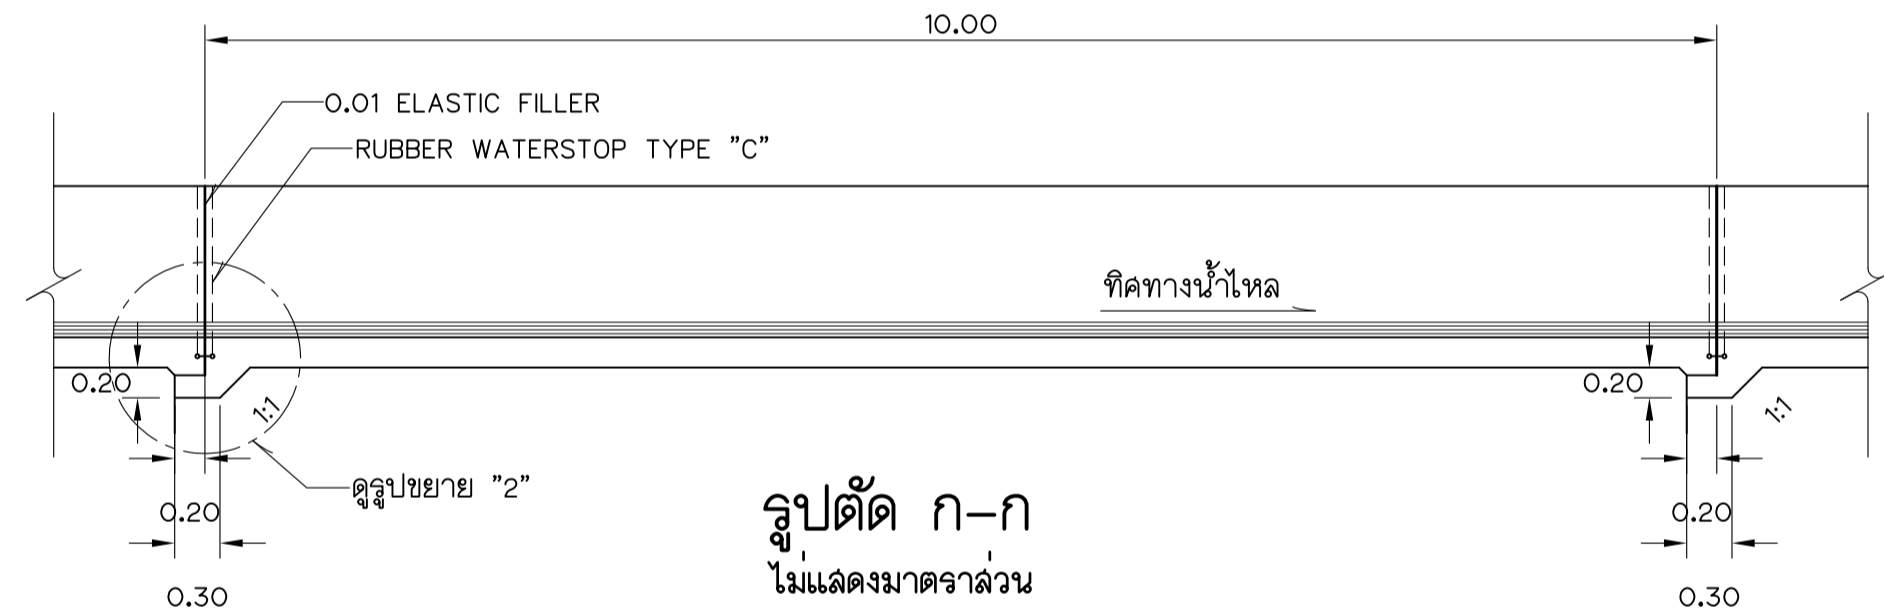 10.00
0.01 ELASTIC FILLER
RUBBER WATERSTOP TYPE "C"
ทิศทางน้ำไหล
0.20
0.20
1:1
1:1
ดูรูปขยาย "2"
0.20
0.20
รูปตัด ก-ก
ไม่แสดงมาตราส่วน
0.30
0.30